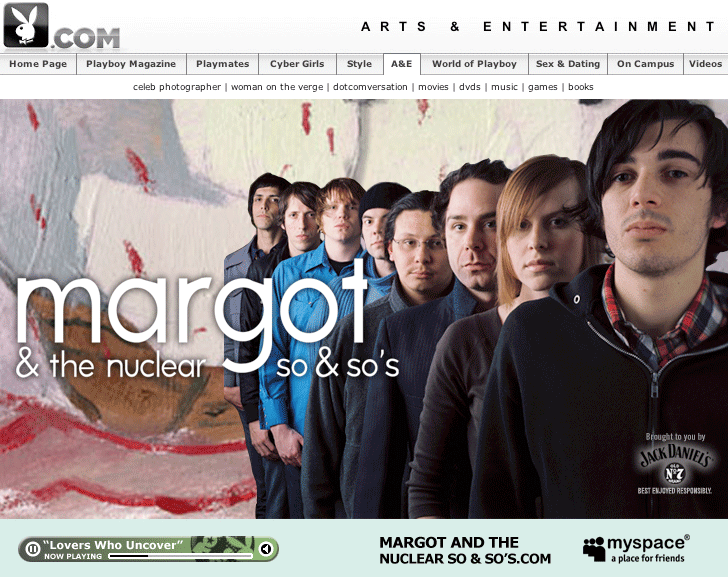 .COM
ARTS & ENTERTAINMENT
Home Page Playboy Magazine Playmates Cyber Girls Style A&E World of Playboy Sex & Dating On Campus Videos
celeb photographer | woman on the verge | dotcomversation | movies | dvds | music | games | books
margot
& the nuclear so & so's
Brought to you by
JACK DANIEL'S
OLD
No 7
BRAND
BEST ENJOYED RESPONSIBLY.
"Lovers Who Uncover"
NOW PLAYING
MARGOT AND THE
NUCLEAR SO & SO'S.COM
myspace®
a place for friends